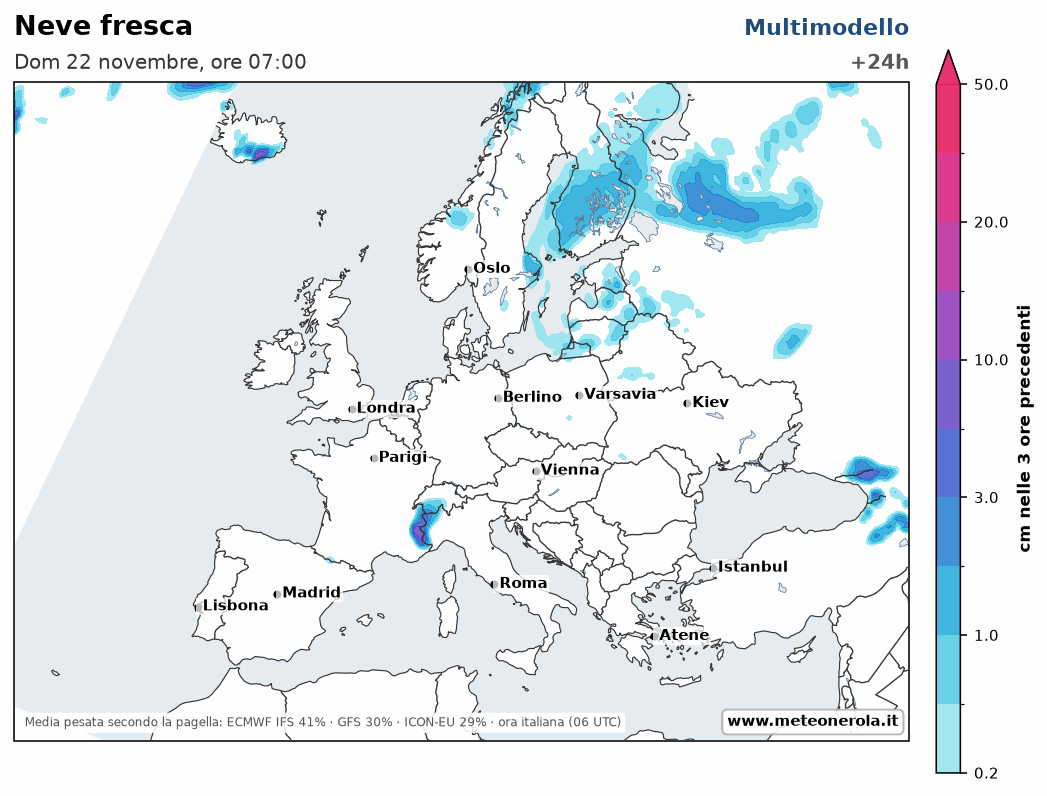 Neve fresca
Multimodello
Dom 22 novembre, ore 07:00
+24h
50.0
20.0
10.0
3.0
1.0
0.2
cm nelle 3 ore precedenti
Oslo
Berlino
Varsavia
Kiev
Londra
Parigi
Vienna
Istanbul
Roma
Madrid
Lisbona
Atene
Media pesata secondo la pagella: ECMWF IFS 41% · GFS 30% · ICON-EU 29% · ora italiana (06 UTC)
www.meteonerola.it